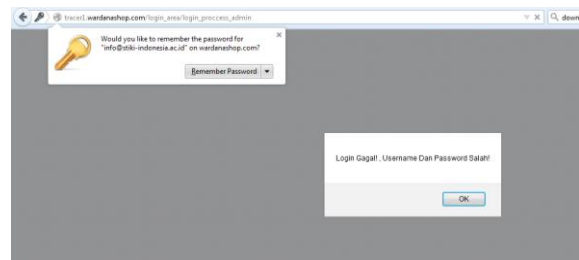 tracer1.wardanashop.com/login_area/login_proccess_admin
down
Would you like to remember the password for
"info@stiki-indonesia.ac.id" on wardanashop.com?
Remember Password
Login Gagal! , Username Dan Password Salah!
OK